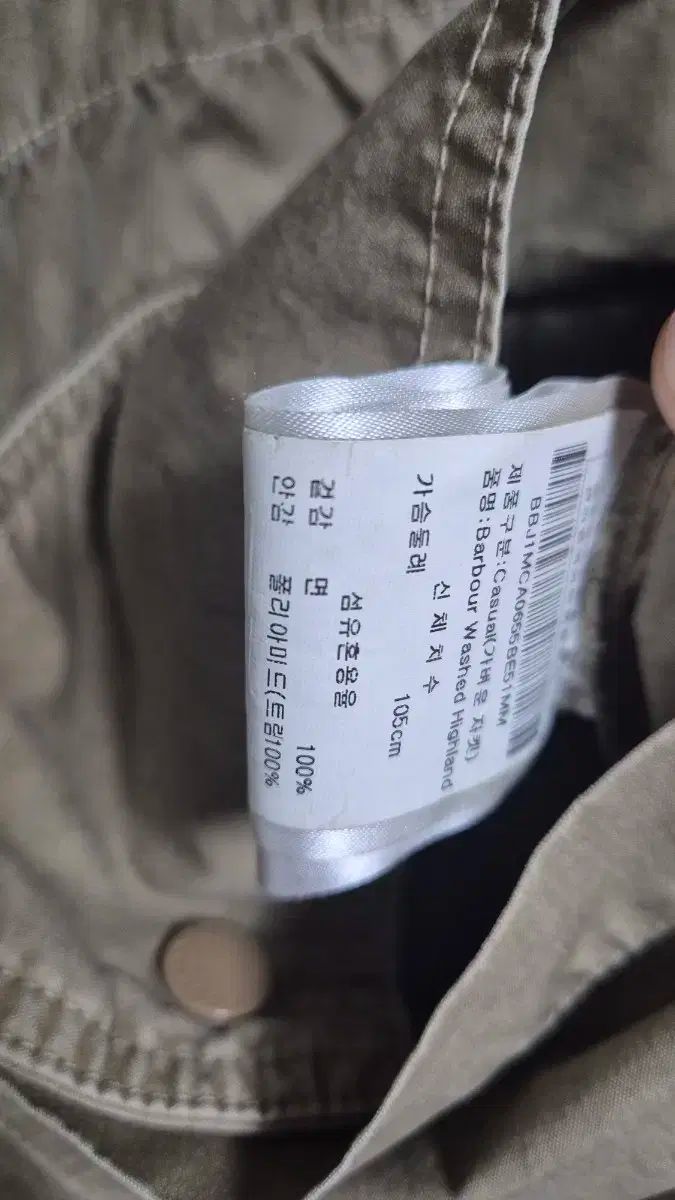 BBJ1MCA0655BE51MM
제품구분:Casual(가벼운 자켓)
품명:Barbour Washed Highland
신체치수
가슴둘레 105cm
섬유혼용율
겉감 면 100%
안감 폴리아미드(트림100%